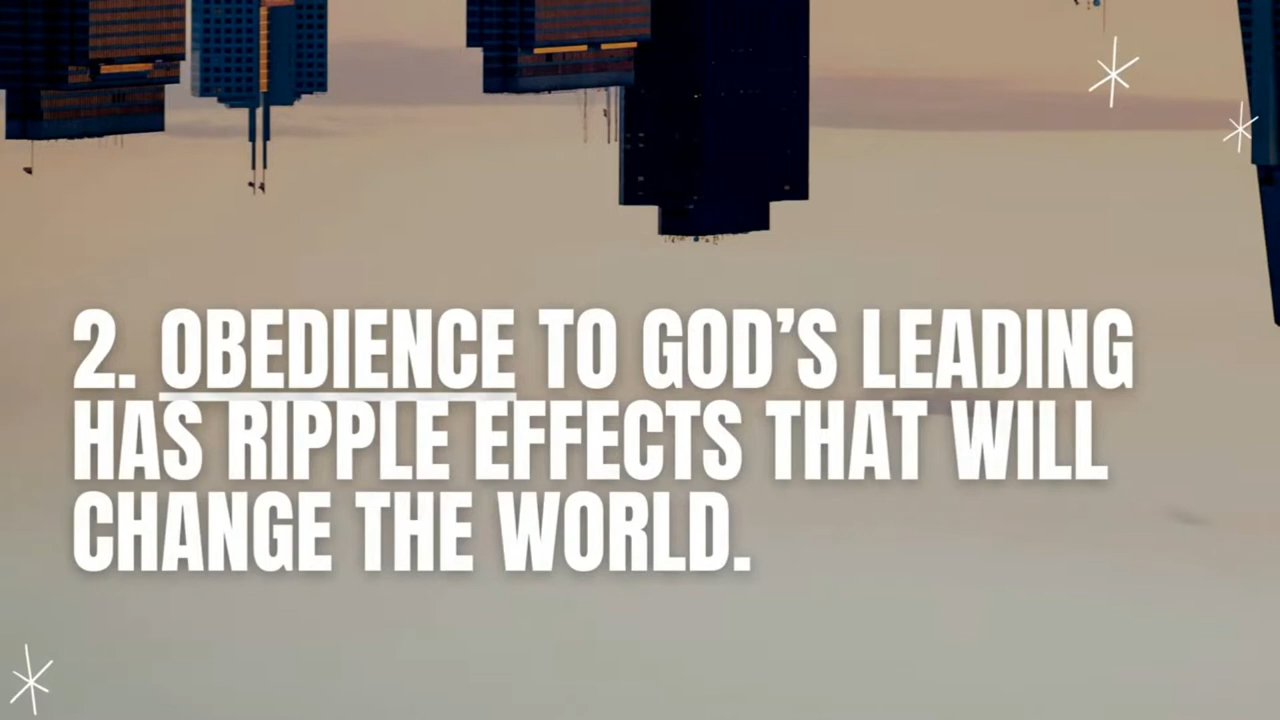 2. OBEDIENCE TO GOD’S LEADING
HAS RIPPLE EFFECTS THAT WILL
CHANGE THE WORLD.